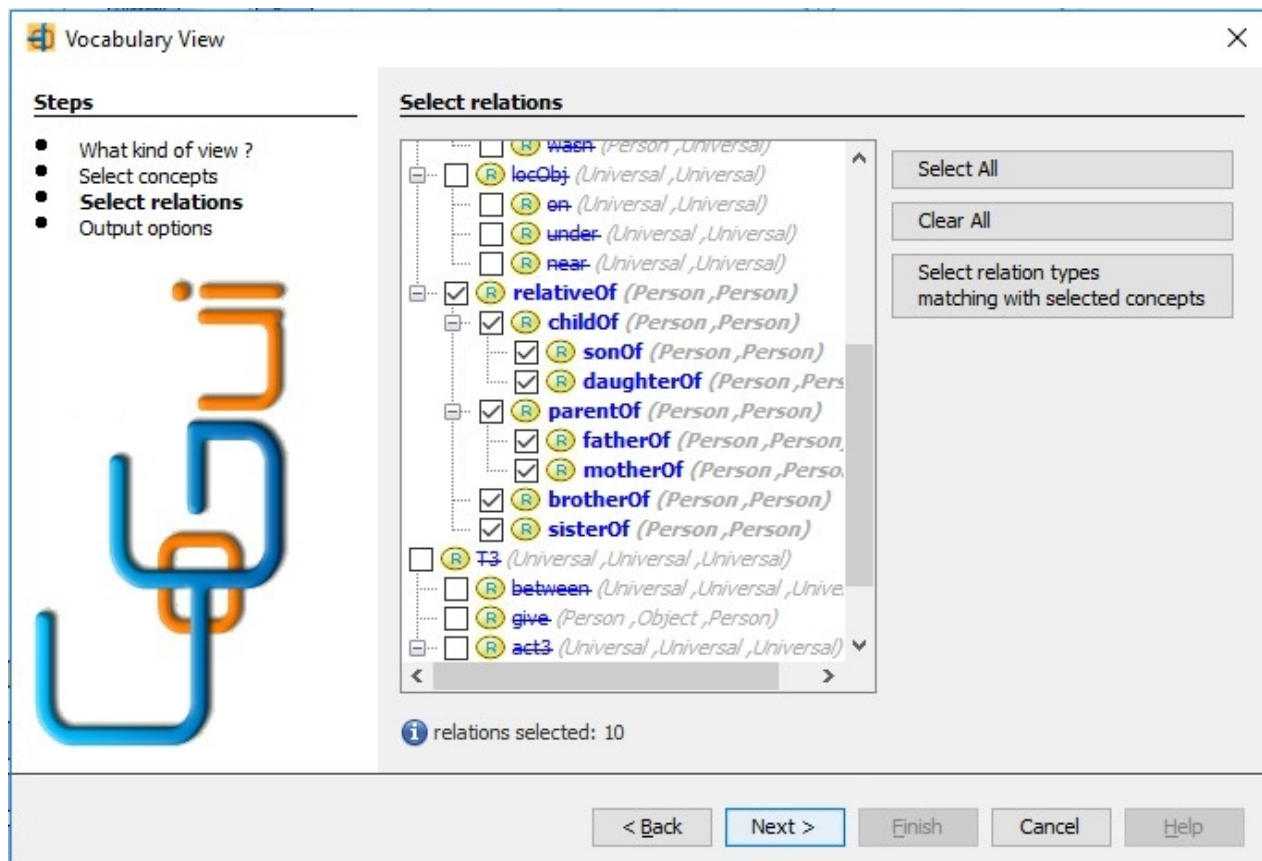 Vocabulary View
Steps
What kind of view ?
Select concepts
Select relations
Output options
Select relations
wash (Person ,Universal)
locObj (Universal ,Universal)
on (Universal ,Universal)
under (Universal ,Universal)
near (Universal ,Universal)
relativeOf (Person ,Person)
childOf (Person ,Person)
sonOf (Person ,Person)
daughterOf (Person ,Pers
parentOf (Person ,Person)
fatherOf (Person ,Person,
motherOf (Person ,Perso
brotherOf (Person ,Person)
sisterOf (Person ,Person)
T3 (Universal ,Universal ,Universal)
between (Universal ,Universal ,Unive
give (Person ,Object ,Person)
act3 (Universal ,Universal ,Universal)
relations selected: 10
Select All
Clear All
Select relation types
matching with selected concepts
< Back
Next >
Finish
Cancel
Help
CoGui